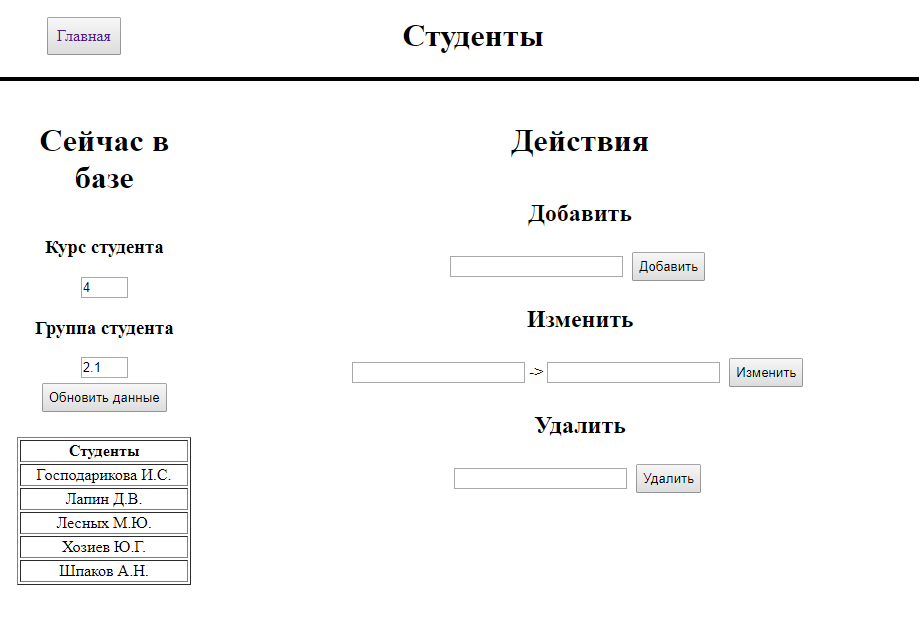 Главная
Студенты
Сейчас в
базе
Курс студента
4
Группа студента
2.1
Обновить данные
Студенты
Господарикова И.С.
Лапин Д.В.
Лесных М.Ю.
Хозиев Ю.Г.
Шпаков А.Н.
Действия
Добавить
Добавить
Изменить
-> Изменить
Удалить
Удалить